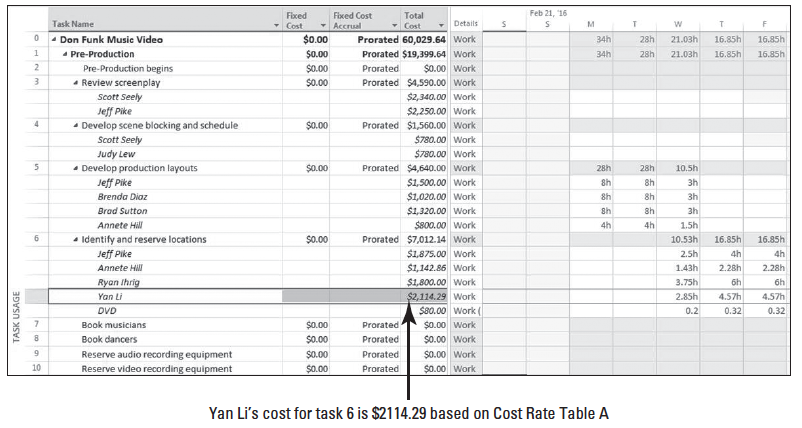 Feb 21, '16
Task Name Fixed Cost Fixed Cost Accrual Total Cost Details S S M T W T F
0 Don Funk Music Video $0.00 Prorated 60,029.64 Work 34h 28h 21.03h 16.85h 16.85h
1 Pre-Production $0.00 Prorated $19,399.64 Work 34h 28h 21.03h 16.85h 16.85h
2 Pre-Production begins $0.00 Prorated $0.00 Work
3 Review screenplay $0.00 Prorated $4,590.00 Work
Scott Seely $2,340.00 Work
Jeff Pike $2,250.00 Work
4 Develop scene blocking and schedule $0.00 Prorated $1,560.00 Work
Scott Seely $780.00 Work
Judy Lew $780.00 Work
5 Develop production layouts $0.00 Prorated $4,640.00 Work 28h 28h 10.5h
Jeff Pike $1,500.00 Work 8h 8h 3h
Brenda Diaz $1,020.00 Work 8h 8h 3h
Brad Sutton $1,320.00 Work 8h 8h 3h
Annete Hill $800.00 Work 4h 4h 1.5h
6 Identify and reserve locations $0.00 Prorated $7,012.14 Work 10.53h 16.85h 16.85h
Jeff Pike $1,875.00 Work 2.5h 4h 4h
Annete Hill $1,142.86 Work 1.43h 2.28h 2.28h
Ryan Ihrig $1,800.00 Work 3.75h 6h 6h
Yan Li $2,114.29 Work 2.85h 4.57h 4.57h
DVD $80.00 Work ( 0.2 0.32 0.32
7 Book musicians $0.00 Prorated $0.00 Work
8 Book dancers $0.00 Prorated $0.00 Work
9 Reserve audio recording equipment $0.00 Prorated $0.00 Work
10 Reserve video recording equipment $0.00 Prorated $0.00 Work
TASK USAGE
Yan Li's cost for task 6 is $2114.29 based on Cost Rate Table A